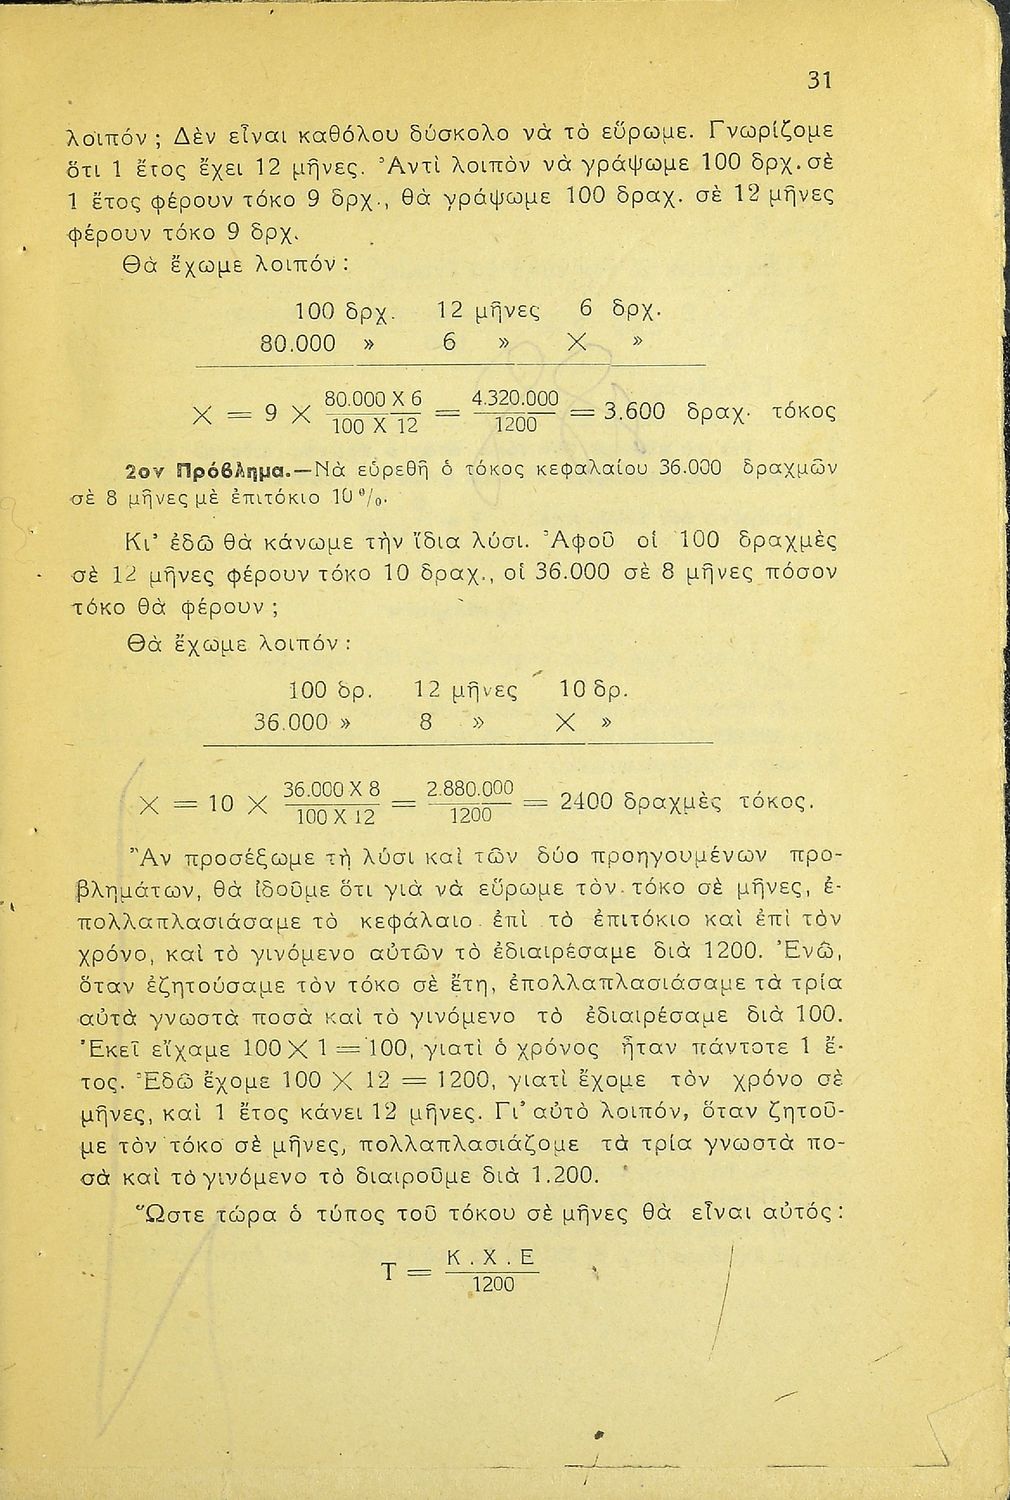 31
λοιπόν ; Δὲν εἶναι καθόλου δύσκολο νὰ τὸ εὕρωμε. Γνωρίζομε
ὅτι 1 ἔτος ἔχει 12 μῆνες. Ἀντὶ λοιπὸν νὰ γράψωμε 100 δρχ. σὲ
1 ἔτος φέρουν τόκο 9 δρχ., θὰ γράψωμε 100 δραχ. σὲ 12 μῆνες
φέρουν τόκο 9 δρχ.
Θὰ ἔχωμε λοιπόν :
100 δρχ. 12 μῆνες 6 δρχ.
80.000 » 6 » Χ »
Χ = 9 Χ 80.000 Χ 6 / 100 Χ 12 = 4.320.000 / 1200 = 3.600 δραχ. τόκος
2ον Πρόβλημα.—Νὰ εὑρεθῆ ὁ τόκος κεφαλαίου 36.000 δραχμῶν
σὲ 8 μῆνες μὲ ἐπιτόκιο 10 %.
Κι' ἐδῶ θὰ κάνωμε τὴν ἴδια λύσι. Ἀφοῦ οἱ 100 δραχμὲς
σὲ 12 μῆνες φέρουν τόκο 10 δραχ., οἱ 36.000 σὲ 8 μῆνες πόσον
τόκο θὰ φέρουν ;
Θὰ ἔχωμε λοιπόν :
100 δρ. 12 μῆνες 10 δρ.
36.000 » 8 » Χ »
Χ = 10 Χ 36.000 Χ 8 / 100 Χ 12 = 2.880.000 / 1200 = 2400 δραχμὲς τόκος.
Ἂν προσέξωμε τὴ λύσι καὶ τῶν δύο προηγουμένων προ-
βλημάτων, θὰ ἰδοῦμε ὅτι γιὰ νὰ εὕρωμε τὸν τόκο σὲ μῆνες, ἐ-
πολλαπλασιάσαμε τὸ κεφάλαιο ἐπὶ τὸ ἐπιτόκιο καὶ ἐπὶ τὸν
χρόνο, καὶ τὸ γινόμενο αὐτῶν τὸ ἐδιαιρέσαμε διὰ 1200. Ἐνῶ,
ὅταν ἐζητούσαμε τὸν τόκο σὲ ἔτη, ἐπολλαπλασιάσαμε τὰ τρία
αὐτὰ γνωστὰ ποσὰ καὶ τὸ γινόμενο τὸ ἐδιαιρέσαμε διὰ 100.
Ἐκεῖ εἴχαμε 100 Χ 1 = 100, γιατὶ ὁ χρόνος ἦταν πάντοτε 1 ἔ-
τος. Ἐδῶ ἔχομε 100 Χ 12 = 1200, γιατὶ ἔχομε τὸν χρόνο σὲ
μῆνες, καὶ 1 ἔτος κάνει 12 μῆνες. Γι' αὐτὸ λοιπόν, ὅταν ζητοῦ-
με τὸν τόκο σὲ μῆνες, πολλαπλασιάζομε τὰ τρία γνωστὰ πο-
σὰ καὶ τὸ γινόμενο τὸ διαιροῦμε διὰ 1.200.
Ὥστε τώρα ὁ τύπος τοῦ τόκου σὲ μῆνες θὰ εἶναι αὐτός :
Τ = Κ . Χ . Ε / 1200